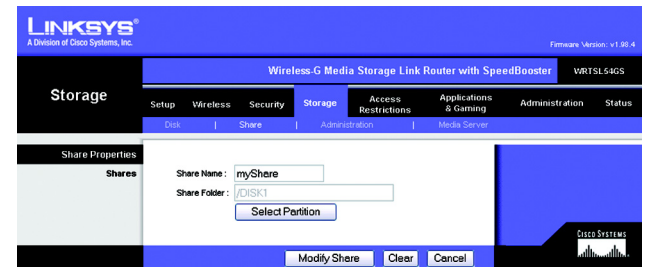 LINKSYS®
A Division of Cisco Systems, Inc.
Firmware Version: v1.98.4
Wireless-G Media Storage Link Router with SpeedBooster WRTSL54GS
Storage
Setup Wireless Security Storage Access Restrictions Applications & Gaming Administration Status
Disk | Share | Administration | Media Server
Share Properties
Shares
Share Name : myShare
Share Folder : /DISK1
Select Partition
CISCO SYSTEMS
Modify Share Clear Cancel